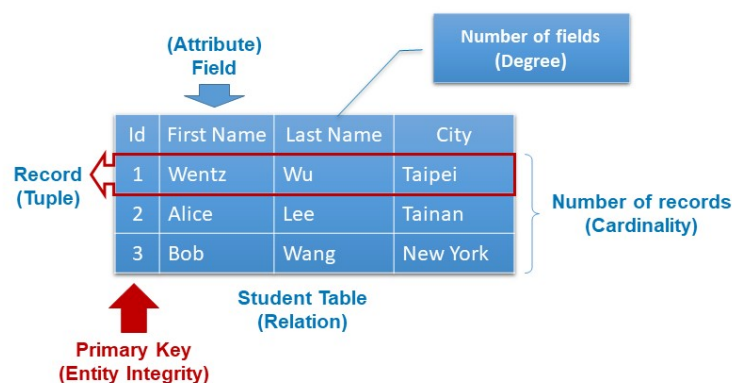 (Attribute)
Field
Number of fields
(Degree)
Id First Name Last Name City
Record
(Tuple)
1 Wentz Wu Taipei
2 Alice Lee Tainan
3 Bob Wang New York
Number of records
(Cardinality)
Student Table
(Relation)
Primary Key
(Entity Integrity)